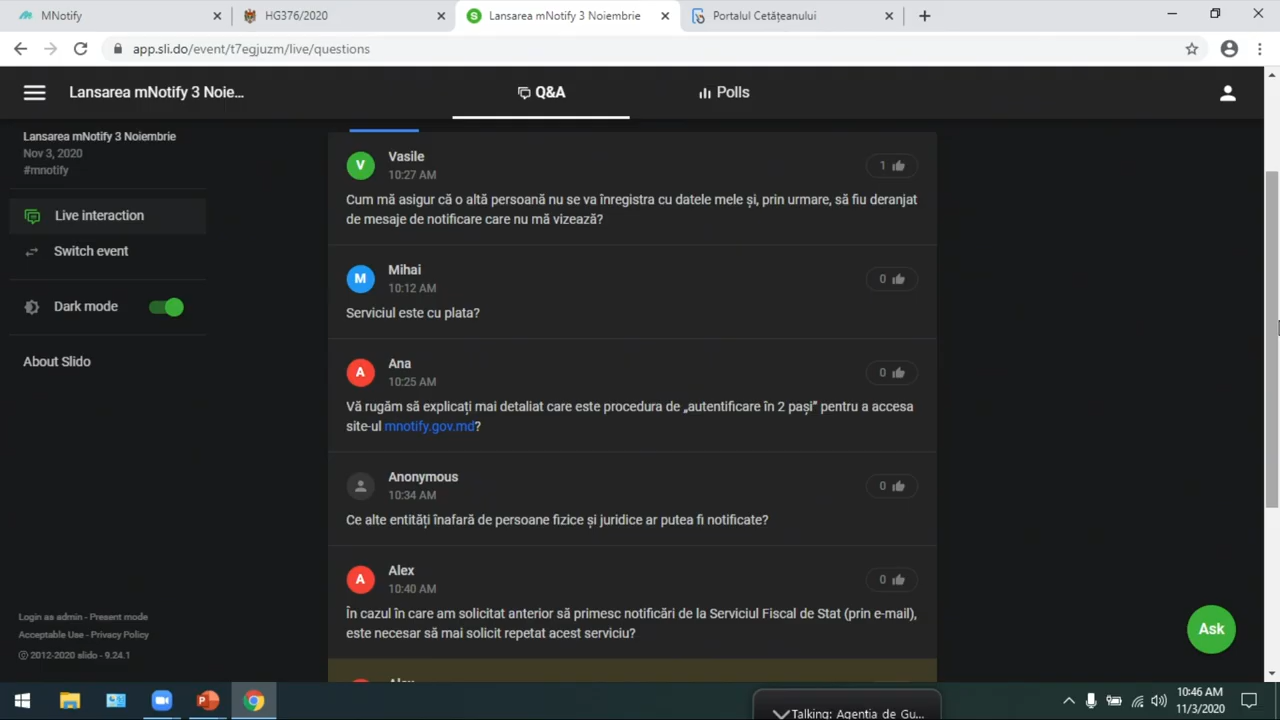 MNotify
HG376/2020
Lansarea mNotify 3 Noiembrie
Portalul Cetățeanului
app.sli.do/event/t7egjuzm/live/questions
Lansarea mNotify 3 Noie...
Q&A
Polls
Lansarea mNotify 3 Noiembrie
Nov 3, 2020
#mnotify
Live interaction
Switch event
Dark mode
About Slido
Login as admin - Present mode
Acceptable Use - Privacy Policy
© 2012-2020 slido - 9.24.1
V
Vasile
10:27 AM
1
Cum mă asigur că o altă persoană nu se va înregistra cu datele mele și, prin urmare, să fiu deranjat
de mesaje de notificare care nu mă vizează?
M
Mihai
10:12 AM
0
Serviciul este cu plata?
A
Ana
10:25 AM
0
Vă rugăm să explicați mai detaliat care este procedura de „autentificare în 2 pași” pentru a accesa
site-ul mnotify.gov.md?
Anonymous
10:34 AM
0
Ce alte entități înafară de persoane fizice și juridice ar putea fi notificate?
A
Alex
10:40 AM
0
În cazul în care am solicitat anterior să primesc notificări de la Serviciul Fiscal de Stat (prin e-mail),
este necesar să mai solicit repetat acest serviciu?
Ask
Talking: Agenția de Gu...
10:46 AM
11/3/2020